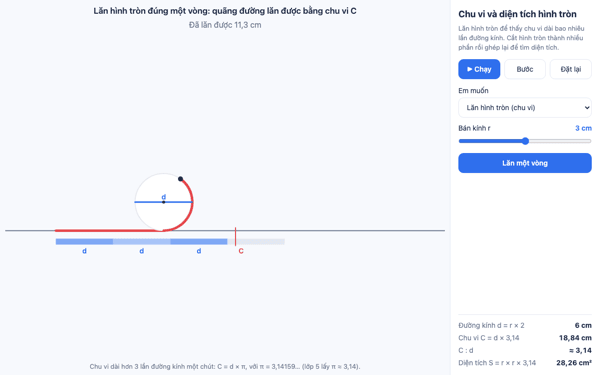 Lăn hình tròn đúng một vòng: quãng đường lăn được bằng chu vi C
Đã lăn được 11,3 cm
d
d
d
d
C
Chu vi dài hơn 3 lần đường kính một chút: C = d × π, với π = 3,14159... (lớp 5 lấy π = 3,14).
Chu vi và diện tích hình tròn
Lăn hình tròn để thấy chu vi dài bao nhiêu
lần đường kính. Cắt hình tròn thành nhiều
phần rồi ghép lại để tìm diện tích.
▶ Chạy
Bước
Đặt lại
Em muốn
Lăn hình tròn (chu vi)
Bán kính r
3 cm
Lăn một vòng
Đường kính d = r × 2
6 cm
Chu vi C = d × 3,14
18,84 cm
C : d
≈ 3,14
Diện tích S = r × r × 3,14
28,26 cm²